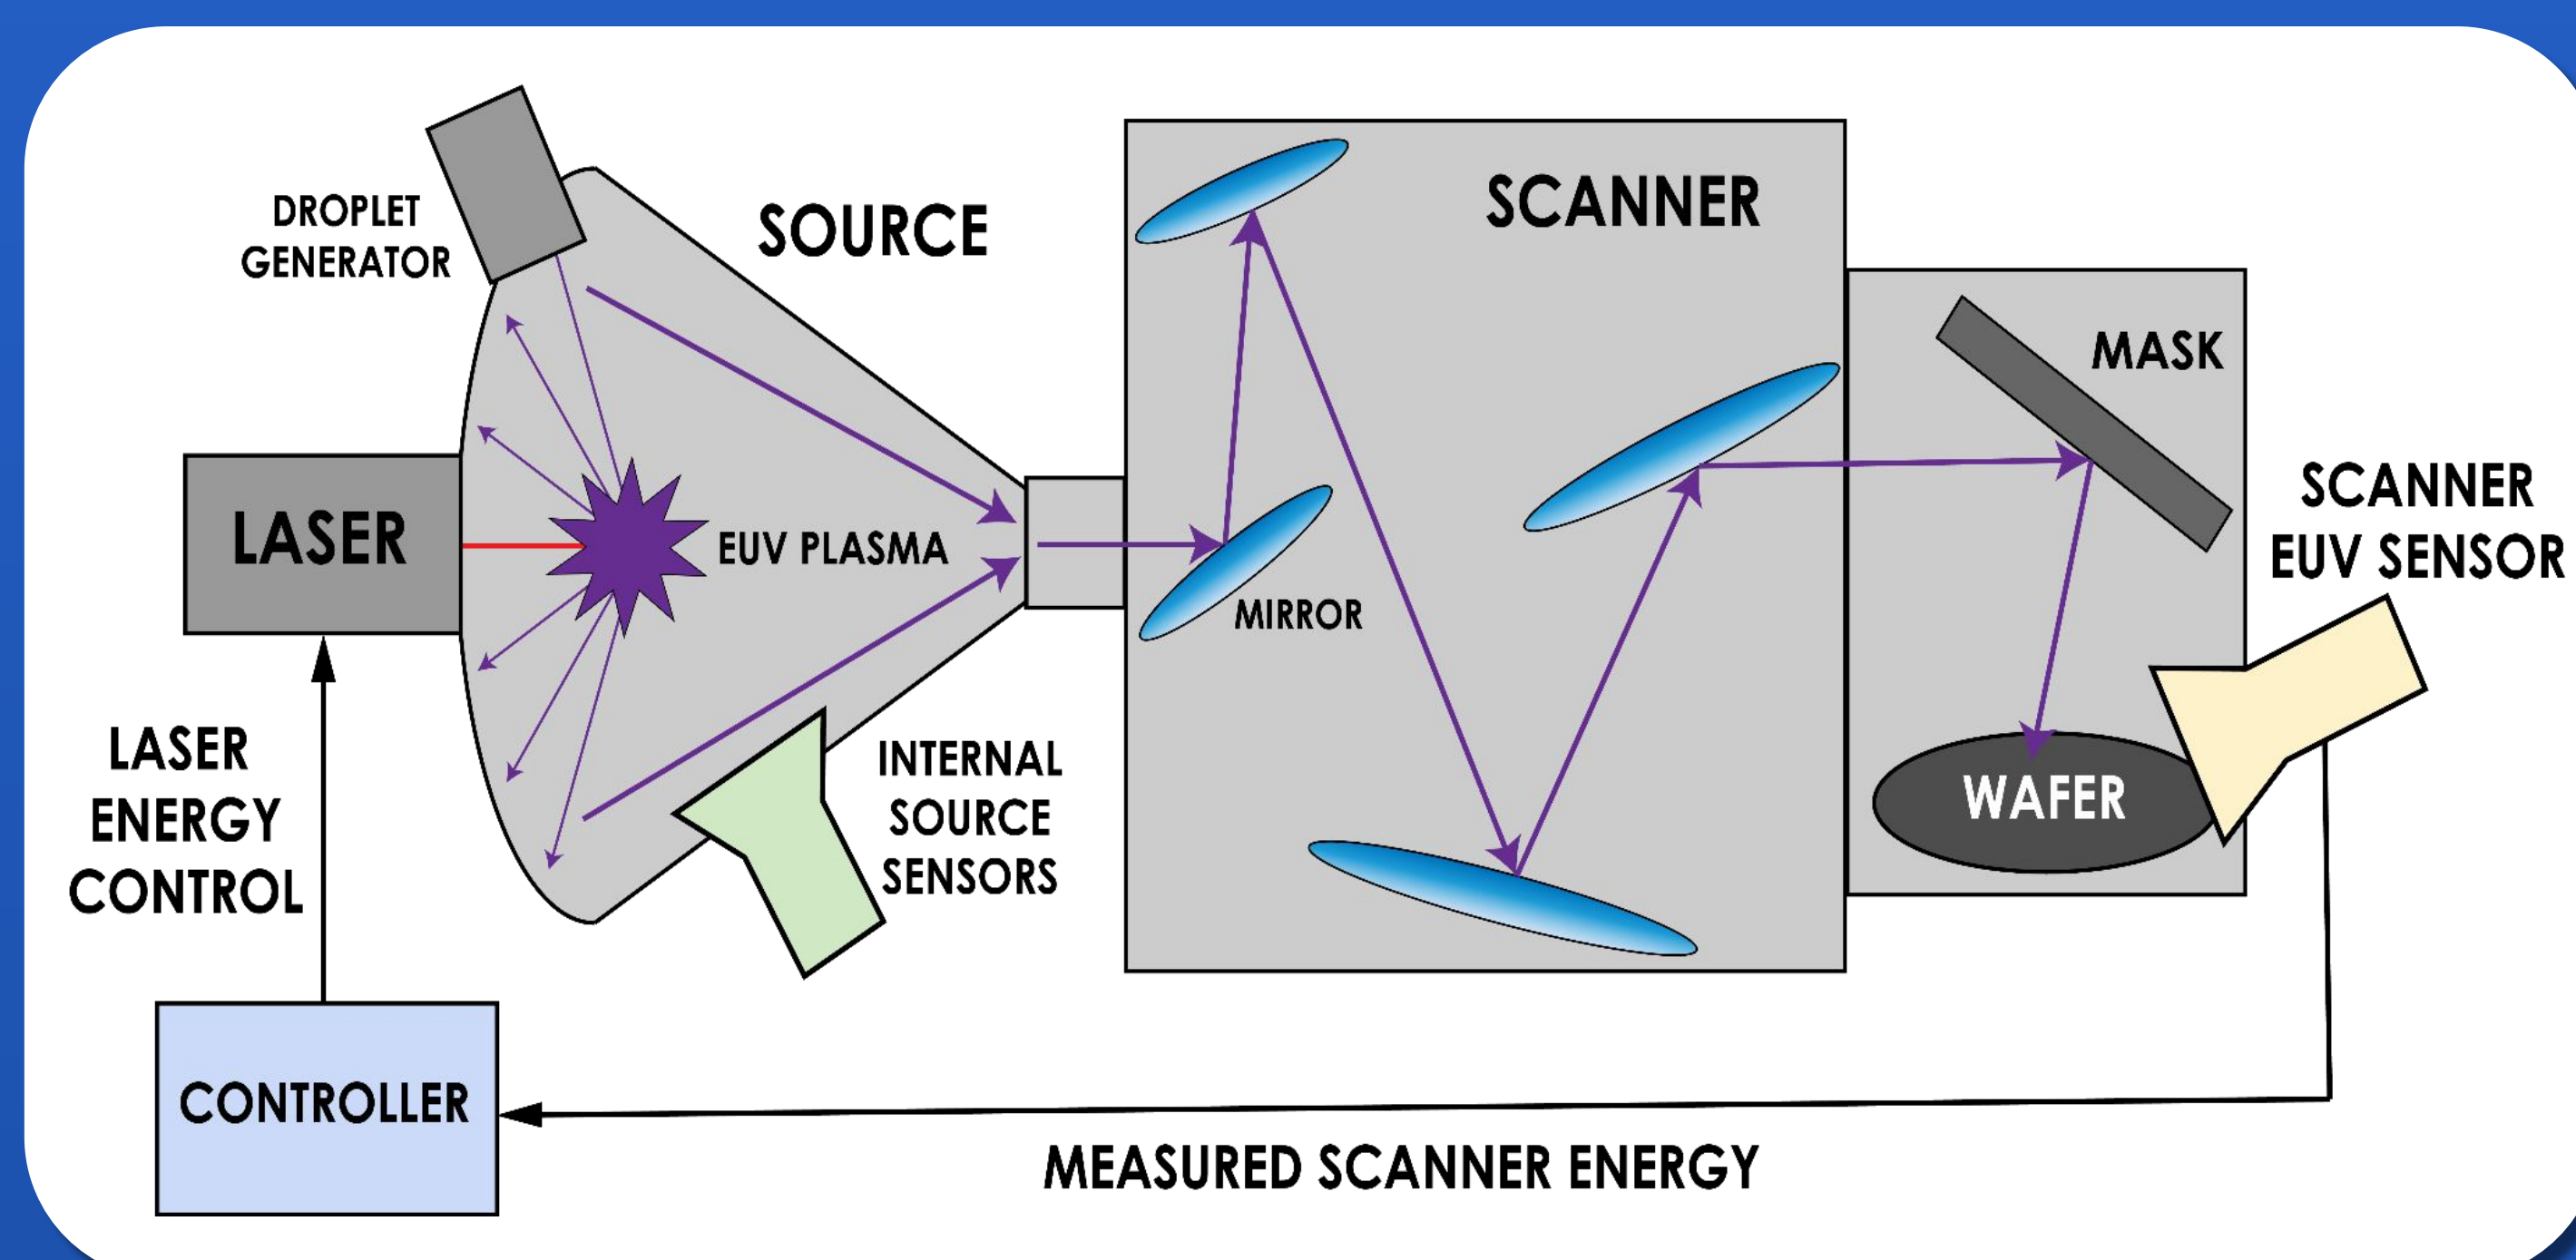 DROPLET
GENERATOR
SOURCE
SCANNER
MASK
LASER
EUV PLASMA
MIRROR
SCANNER
EUV SENSOR
LASER
ENERGY
CONTROL
INTERNAL
SOURCE
SENSORS
WAFER
CONTROLLER
MEASURED SCANNER ENERGY